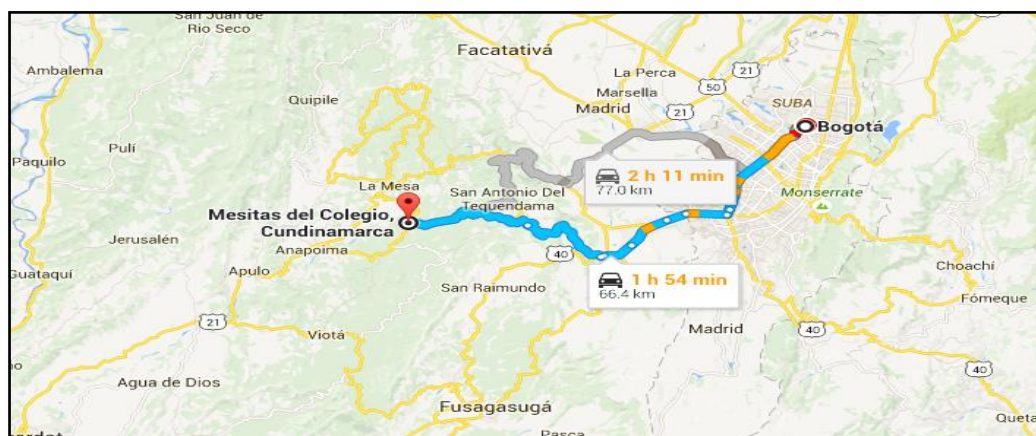 San Juan de
Río Seco
Facatativá
Ambalema
La Perca
21
50
SUBA
Marsella
Madrid
21
Quipile
Bogotá
Paquilo
Pulí
2 h 11 min
77.0 km
La Mesa
San Antonio Del
Tequendama
Monserrate
Mesitas del Colegio,
Cundinamarca
Jerusalén
Anapoima
40
1 h 54 min
66.4 km
Guataquí
Apulo
San Raimundo
Choachí
Fómeque
21
Viotá
Madrid
40
40
Agua de Dios
Fusagasugá
Pasca